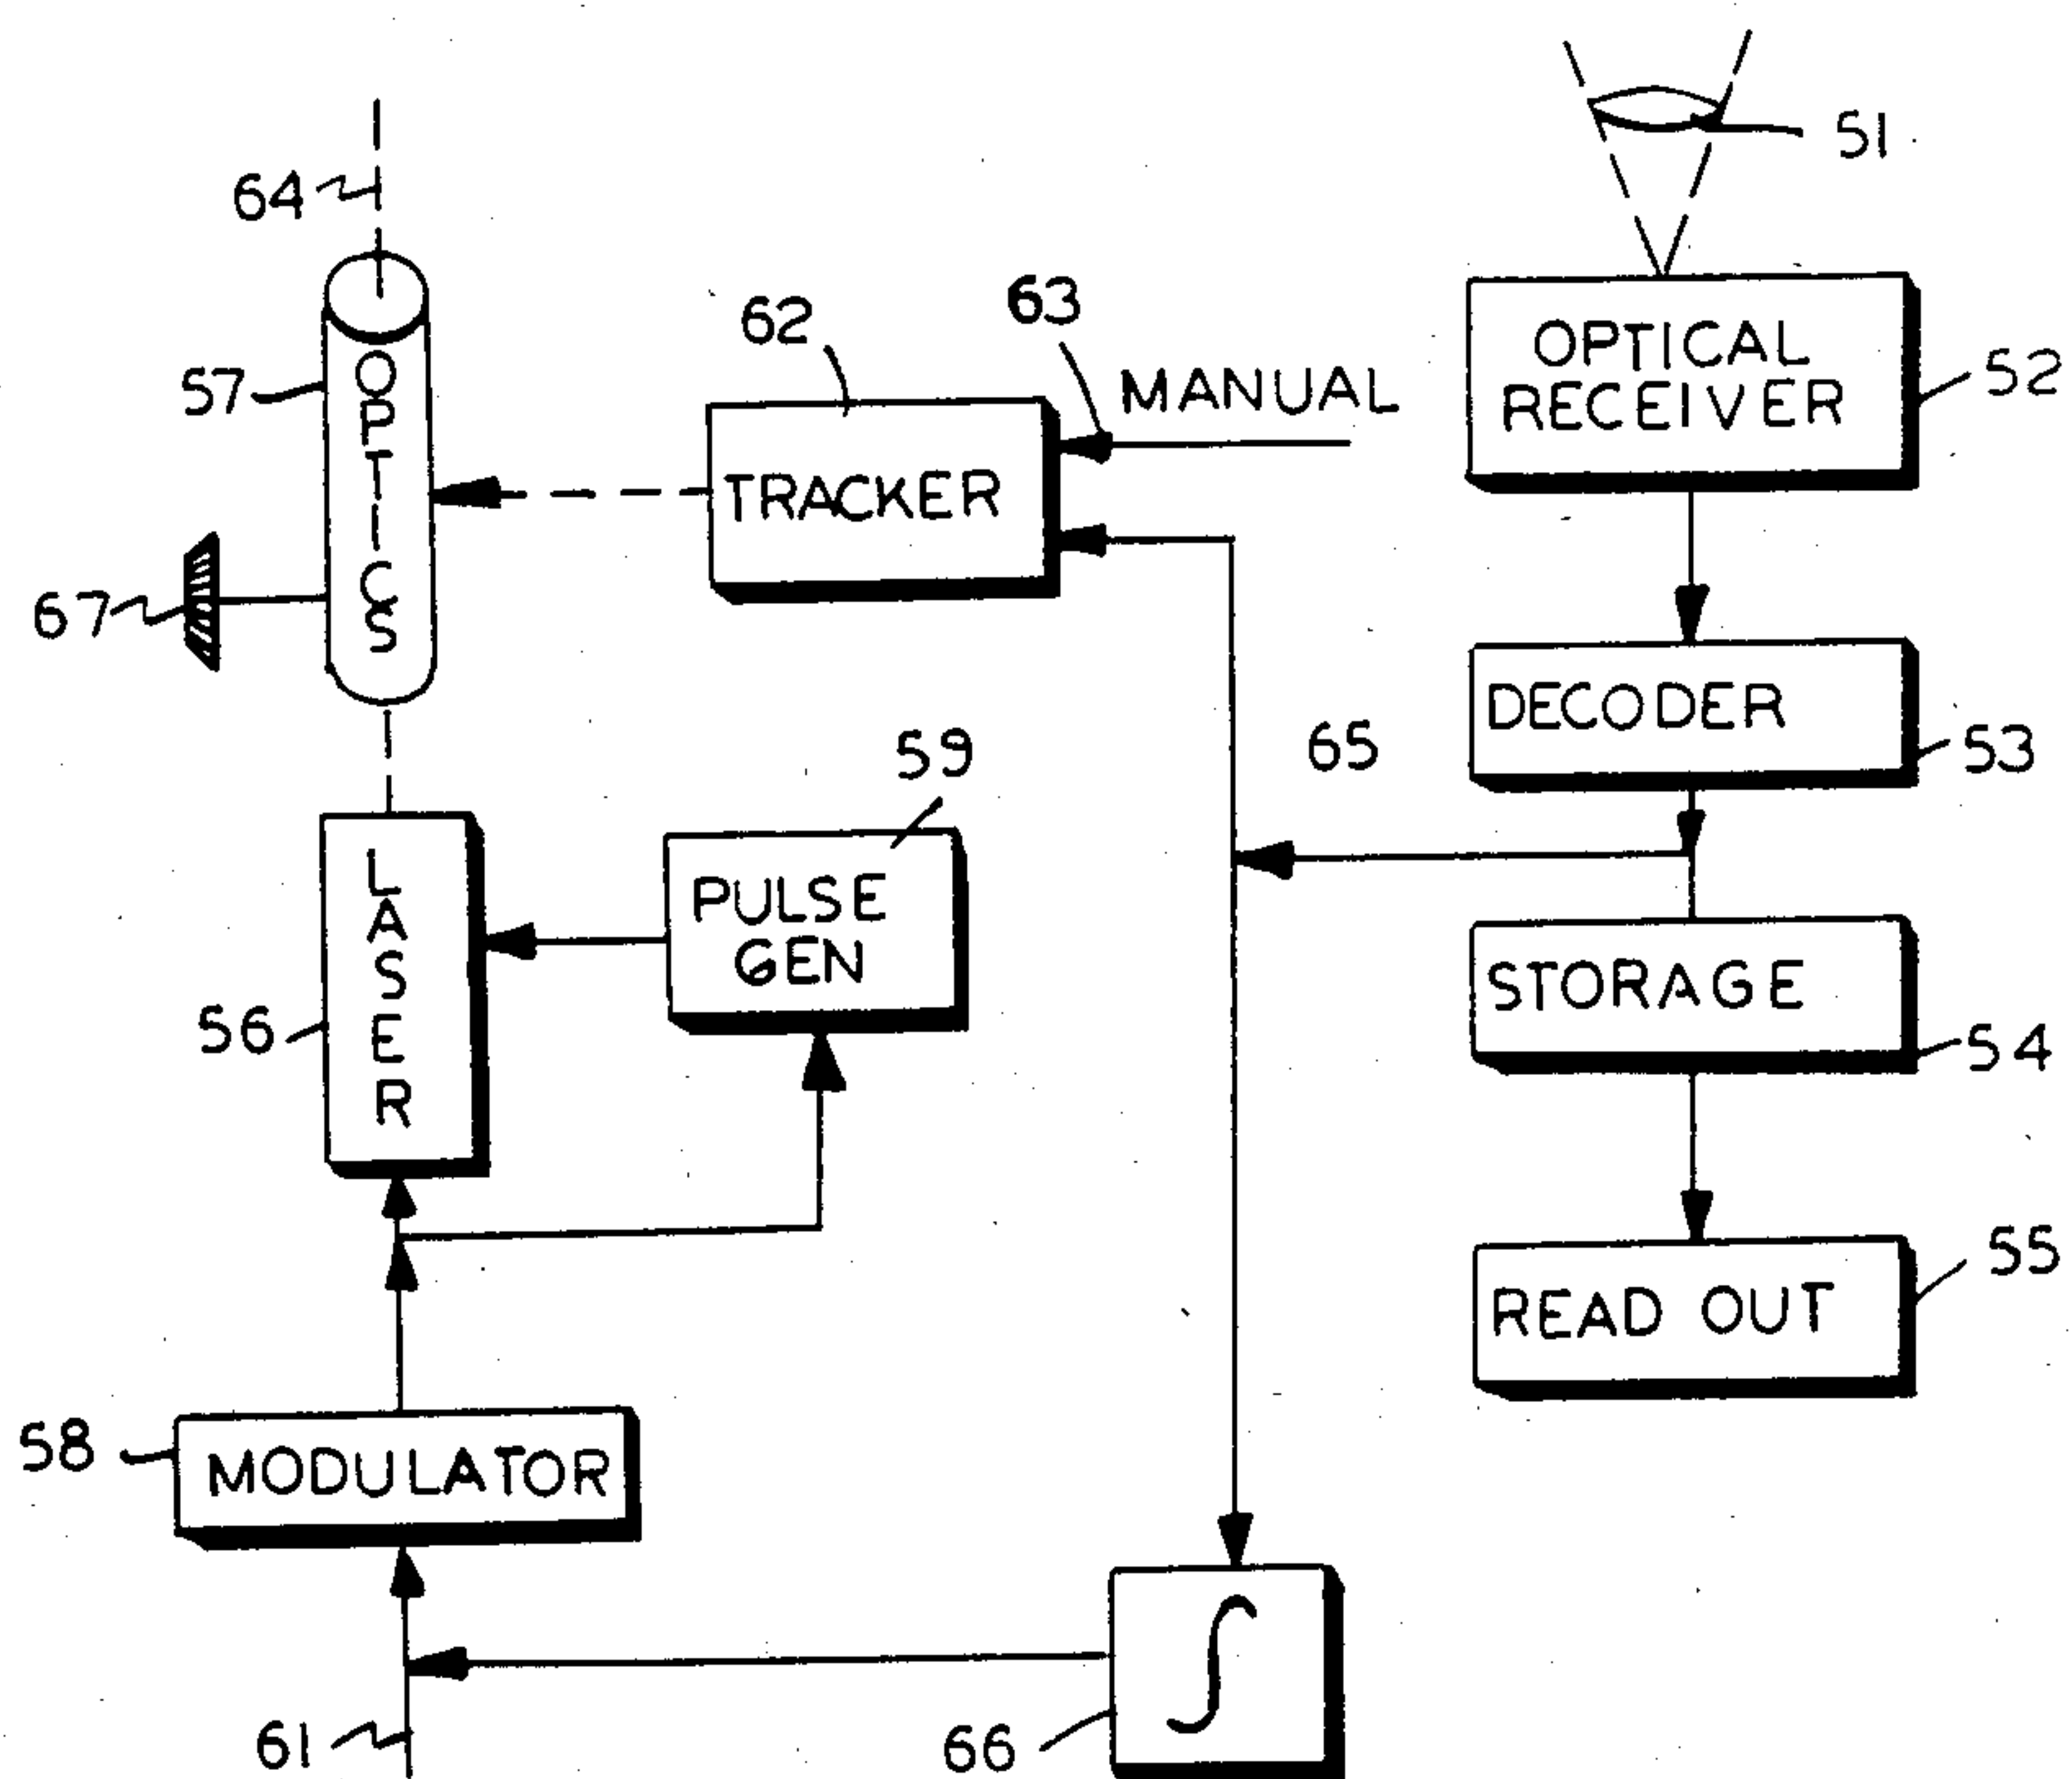 51
64
62
63
MANUAL
OPTICAL
RECEIVER
52
57
OPTICS
TRACKER
67
65
DECODER
53
59
PULSE
GEN
LASER
56
STORAGE
54
55
READ OUT
58
MODULATOR
∫
61
66